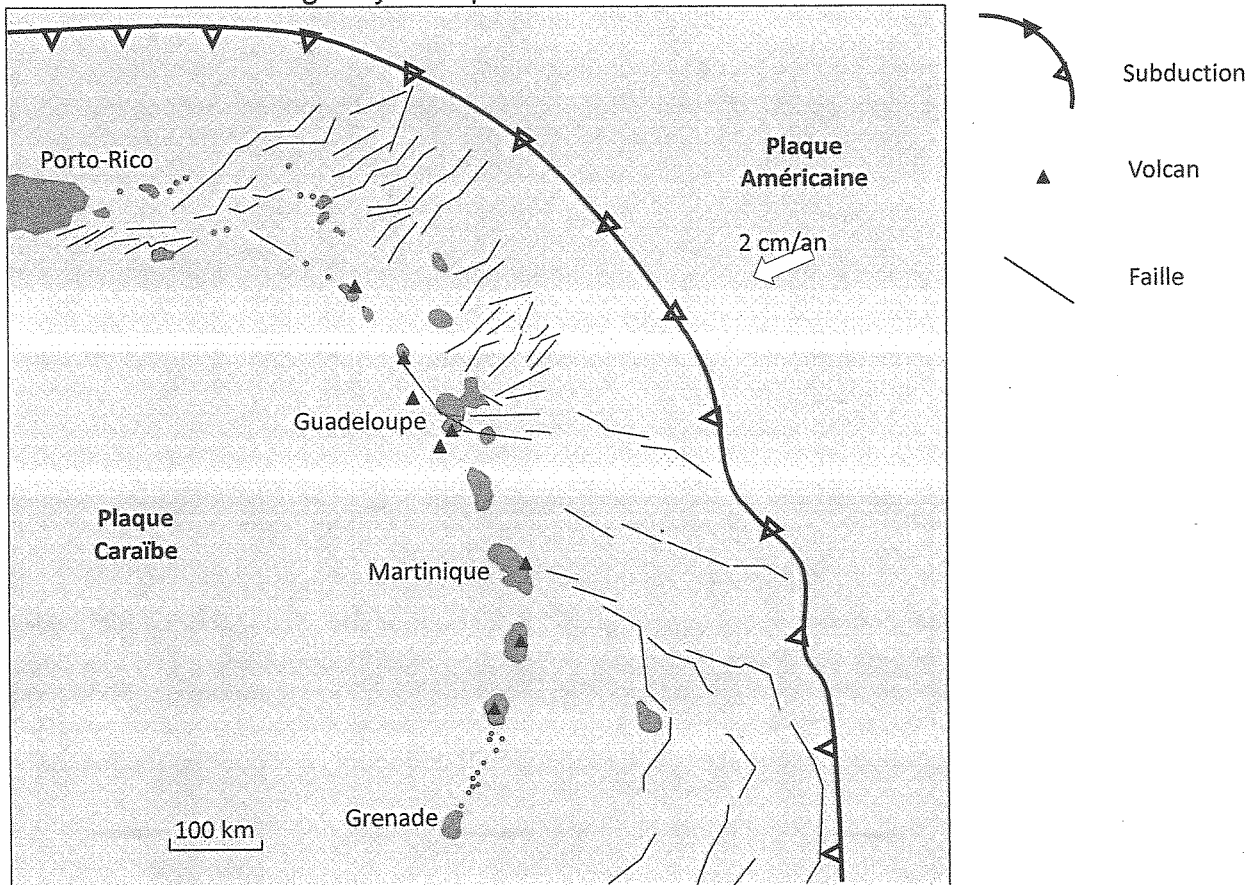 Porto-Rico
Plaque
Américaine
2 cm/an
Guadeloupe
Plaque
Caraïbe
Martinique
Grenade
100 km
Subduction
Volcan
Faille